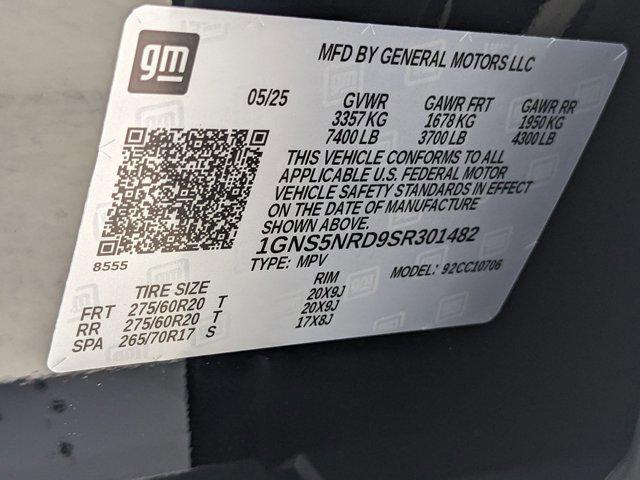 gm
MFD BY GENERAL MOTORS LLC
05/25 GVWR GAWR FRT GAWR RR
3357 KG 1678 KG 1950 KG
7400 LB 3700 LB 4300 LB
THIS VEHICLE CONFORMS TO ALL
APPLICABLE U.S. FEDERAL MOTOR
VEHICLE SAFETY STANDARDS IN EFFECT
ON THE DATE OF MANUFACTURE
SHOWN ABOVE.
1GNS5NRD9SR301482
8555 TYPE: MPV MODEL: 92CC10706
TIRE SIZE RIM
FRT 275/60R20 T 20X9J
RR 275/60R20 T 20X9J
SPA 265/70R17 S 17X8J